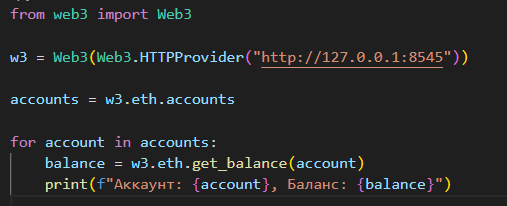 from web3 import Web3
w3 = Web3(Web3.HTTPProvider("http://127.0.0.1:8545"))
accounts = w3.eth.accounts
for account in accounts:
    balance = w3.eth.get_balance(account)
    print(f"Аккаунт: {account}, Баланс: {balance}")